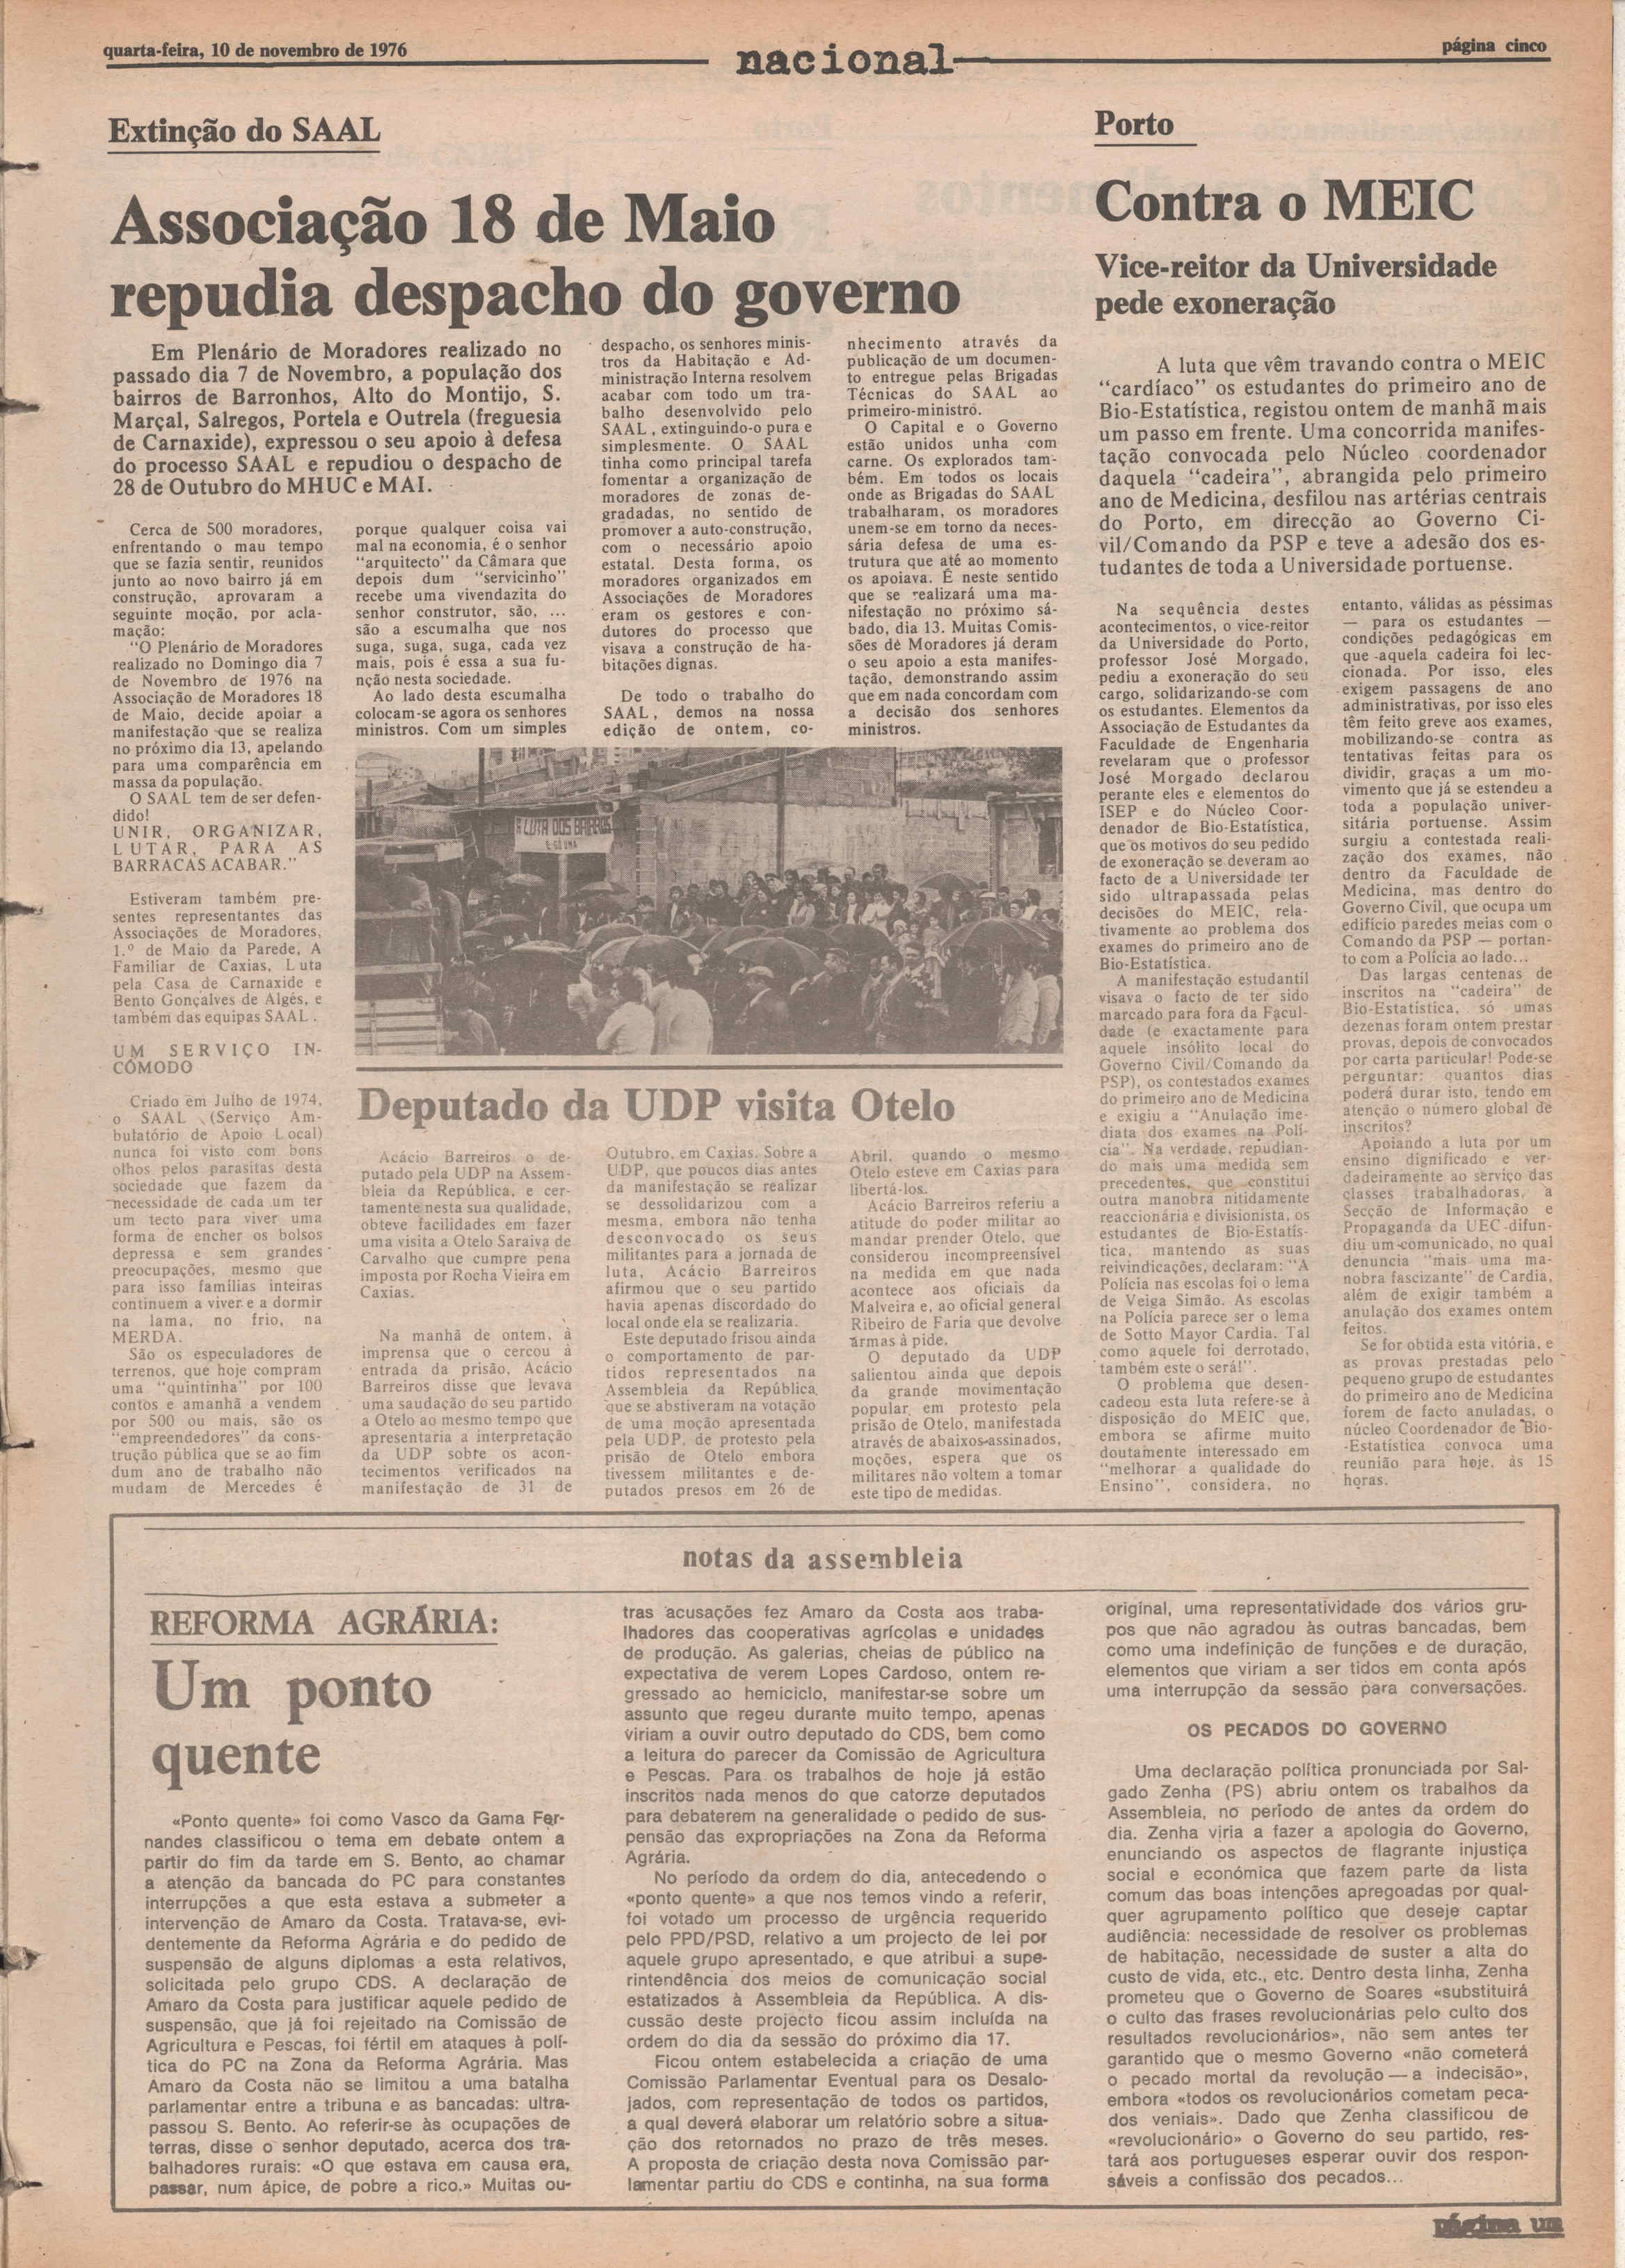 quarta-feira, 10 de novembro de 1976
nacional
página cinco
Extinção do SAAL
Associação 18 de Maio
repudia despacho do governo
Em Plenário de Moradores realizado no
passado dia 7 de Novembro, a população dos
bairros de Barronhos, Alto do Montijo, S.
Marçal, Salregos, Portela e Outrela (freguesia
de Carnaxide), expressou o seu apoio à defesa
do processo SAAL e repudiou o despacho de
28 de Outubro do MHUC e MAI.
Cerca de 500 moradores,
enfrentando o mau tempo
que se fazia sentir, reunidos
junto ao novo bairro já em
construção, aprovaram a
seguinte moção, por acla-
mação:
"O Plenário de Moradores
realizado no Domingo dia 7
de Novembro de 1976 na
Associação de Moradores 18
de Maio, decide apoiar a
manifestação que se realiza
no próximo dia 13, apelando
para uma comparência em
massa da população.
O SAAL tem de ser defen-
dido!
UNIR, ORGANIZAR,
LUTAR, PARA AS
BARRACAS ACABAR."
Estiveram também pre-
sentes representantes das
Associações de Moradores,
1.º de Maio da Parede, A
Familiar de Caxias, Luta
pela Casa de Carnaxide e
Bento Gonçalves de Algés, e
também das equipas SAAL.
UM SERVIÇO IN-
CÓMODO
Criado em Julho de 1974,
o SAAL (Serviço Am-
bulatório de Apoio Local)
nunca foi visto com bons
olhos pelos parasitas desta
sociedade que fazem da
necessidade de cada um ter
um tecto para viver uma
forma de encher os bolsos
depressa e sem grandes
preocupações, mesmo que
para isso famílias inteiras
continuem a viver e a dormir
na lama, no frio, na
MERDA.
São os especuladores de
terrenos, que hoje compram
uma "quintinha" por 100
contos e amanhã a vendem
por 500 ou mais, são os
"empreendedores" da cons-
trução pública que se ao fim
dum ano de trabalho não
mudam de Mercedes é
porque qualquer coisa vai
mal na economia, é o senhor
"arquitecto" da Câmara que
depois dum "servicinho"
recebe uma vivendazita do
senhor construtor, são, ...
são a escumalha que nos
suga, suga, suga, cada vez
mais, pois é essa a sua fu-
nção nesta sociedade.
Ao lado desta escumalha
colocam-se agora os senhores
ministros. Com um simples
despacho, os senhores minis-
tros da Habitação e Ad-
ministração Interna resolvem
acabar com todo um tra-
balho desenvolvido pelo
SAAL, extinguindo-o pura e
simplesmente. O SAAL
tinha como principal tarefa
fomentar a organização de
moradores de zonas de-
gradadas, no sentido de
promover a auto-construção,
com o necessário apoio
estatal. Desta forma, os
moradores organizados em
Associações de Moradores
eram os gestores e con-
dutores do processo que
visava a construção de ha-
bitações dignas.
De todo o trabalho do
SAAL, demos na nossa
edição de ontem, co-
nhecimento através da
publicação de um documen-
to entregue pelas Brigadas
Técnicas do SAAL ao
primeiro-ministro.
O Capital e o Governo
estão unidos unha com
carne. Os explorados tam-
bém. Em todos os locais
onde as Brigadas do SAAL
trabalharam, os moradores
unem-se em torno da neces-
sária defesa de uma es-
trutura que até ao momento
os apoiava. É neste sentido
que se realizará uma ma-
nifestação no próximo sá-
bado, dia 13. Muitas Comis-
sões de Moradores já deram
o seu apoio a esta manifes-
tação, demonstrando assim
que em nada concordam com
a decisão dos senhores
ministros.
A LUTA DOS BAIRROS
É SÓ UMA
Deputado da UDP visita Otelo
Acácio Barreiros o de-
putado pela UDP na Assem-
bleia da República, e cer-
tamente nesta sua qualidade,
obteve facilidades em fazer
uma visita a Otelo Saraiva de
Carvalho que cumpre pena
imposta por Rocha Vieira em
Caxias.
Na manhã de ontem, à
imprensa que o cercou à
entrada da prisão, Acácio
Barreiros disse que levava
uma saudação do seu partido
a Otelo ao mesmo tempo que
apresentaria a interpretação
da UDP sobre os acon-
tecimentos verificados na
manifestação de 31 de
Outubro, em Caxias. Sobre a
UDP, que poucos dias antes
da manifestação se realizar
se dessolidarizou com a
mesma, embora não tenha
desconvocado os seus
militantes para a jornada de
luta, Acácio Barreiros
afirmou que o seu partido
havia apenas discordado do
local onde ela se realizaria.
Este deputado frisou ainda
o comportamento de par-
tidos representados na
Assembleia da República,
que se abstiveram na votação
de uma moção apresentada
pela UDP, de protesto pela
prisão de Otelo embora
tivessem militantes e de-
putados presos em 26 de
Abril, quando o mesmo
Otelo esteve em Caxias para
libertá-los.
Acácio Barreiros referiu a
atitude do poder militar ao
mandar prender Otelo, que
considerou incompreensível
na medida em que nada
acontece aos oficiais da
Malveira e, ao oficial general
Ribeiro de Faria que devolve
armas à pide.
O deputado da UDP
salientou ainda que depois
da grande movimentação
popular em protesto pela
prisão de Otelo, manifestada
através de abaixos-assinados,
moções, espera que os
militares não voltem a tomar
este tipo de medidas.
Porto
Contra o MEIC
Vice-reitor da Universidade
pede exoneração
A luta que vêm travando contra o MEIC
"cardíaco" os estudantes do primeiro ano de
Bio-Estatística, registou ontem de manhã mais
um passo em frente. Uma concorrida manifes-
tação convocada pelo Núcleo coordenador
daquela "cadeira", abrangida pelo primeiro
ano de Medicina, desfilou nas artérias centrais
do Porto, em direcção ao Governo Ci-
vil/Comando da PSP e teve a adesão dos es-
tudantes de toda a Universidade portuense.
Na sequência destes
acontecimentos, o vice-reitor
da Universidade do Porto,
professor José Morgado,
pediu a exoneração do seu
cargo, solidarizando-se com
os estudantes. Elementos da
Associação de Estudantes da
Faculdade de Engenharia
revelaram que o professor
José Morgado declarou
perante eles e elementos do
ISEP e do Núcleo Coor-
denador de Bio-Estatística,
que os motivos do seu pedido
de exoneração se deveram ao
facto de a Universidade ter
sido ultrapassada pelas
decisões do MEIC, rela-
tivamente ao problema dos
exames do primeiro ano de
Bio-Estatística.
A manifestação estudantil
visava o facto de ter sido
marcado para fora da Facul-
dade (e exactamente para
aquele insólito local do
Governo Civil/Comando da
PSP), os contestados exames
do primeiro ano de Medicina
e exigiu a "Anulação ime-
diata dos exames na Polí-
cia". Na verdade, repudian-
do mais uma medida sem
precedentes, que constitui
outra manobra nitidamente
reaccionária e divisionista, os
estudantes de Bio-Estatís-
tica, mantendo as suas
reivindicações, declaram: "A
Polícia nas escolas foi o lema
de Veiga Simão. As escolas
na Polícia parece ser o lema
de Sotto Mayor Cardia. Tal
como aquele foi derrotado,
também este o será!".
O problema que desen-
cadeou esta luta refere-se à
disposição do MEIC que,
embora se afirme muito
doutamente interessado em
"melhorar a qualidade do
Ensino", considera, no
entanto, válidas as péssimas
— para os estudantes —
condições pedagógicas em
que aquela cadeira foi lec-
cionada. Por isso, eles
exigem passagens de ano
administrativas, por isso eles
têm feito greve aos exames,
mobilizando-se contra as
tentativas feitas para os
dividir, graças a um mo-
vimento que já se estendeu a
toda a população univer-
sitária portuense. Assim
surgiu a contestada reali-
zação dos exames, não
dentro da Faculdade de
Medicina, mas dentro do
Governo Civil, que ocupa um
edifício paredes meias com o
Comando da PSP — portan-
to com a Polícia ao lado...
Das largas centenas de
inscritos na "cadeira" de
Bio-Estatística, só umas
dezenas foram ontem prestar
provas, depois de convocados
por carta particular! Pode-se
perguntar: quantos dias
poderá durar isto, tendo em
atenção o número global de
inscritos?
Apoiando a luta por um
ensino dignificado e ver-
dadeiramente ao serviço das
classes trabalhadoras, a
Secção de Informação e
Propaganda da UEC difun-
diu um comunicado, no qual
denuncia "mais uma ma-
nobra fascizante" de Cardia,
além de exigir também a
anulação dos exames ontem
feitos.
Se for obtida esta vitória, e
as provas prestadas pelo
pequeno grupo de estudantes
do primeiro ano de Medicina
forem de facto anuladas, o
núcleo Coordenador de Bio-
-Estatística convoca uma
reunião para hoje, às 15
horas.
notas da assembleia
REFORMA AGRÁRIA:
Um ponto
quente
«Ponto quente» foi como Vasco da Gama Fer-
nandes classificou o tema em debate ontem a
partir do fim da tarde em S. Bento, ao chamar
a atenção da bancada do PC para constantes
interrupções a que esta estava a submeter a
intervenção de Amaro da Costa. Tratava-se, evi-
dentemente da Reforma Agrária e do pedido de
suspensão de alguns diplomas a esta relativos,
solicitada pelo grupo CDS. A declaração de
Amaro da Costa para justificar aquele pedido de
suspensão, que já foi rejeitado na Comissão de
Agricultura e Pescas, foi fértil em ataques à polí-
tica do PC na Zona da Reforma Agrária. Mas
Amaro da Costa não se limitou a uma batalha
parlamentar entre a tribuna e as bancadas: ultra-
passou S. Bento. Ao referir-se às ocupações de
terras, disse o senhor deputado, acerca dos tra-
balhadores rurais: «O que estava em causa era,
passar, num ápice, de pobre a rico.» Muitas ou-
tras acusações fez Amaro da Costa aos traba-
lhadores das cooperativas agrícolas e unidades
de produção. As galerias, cheias de público na
expectativa de verem Lopes Cardoso, ontem re-
gressado ao hemiciclo, manifestar-se sobre um
assunto que regeu durante muito tempo, apenas
viriam a ouvir outro deputado do CDS, bem como
a leitura do parecer da Comissão de Agricultura
e Pescas. Para os trabalhos de hoje já estão
inscritos nada menos do que catorze deputados
para debaterem na generalidade o pedido de sus-
pensão das expropriações na Zona da Reforma
Agrária.
No período da ordem do dia, antecedendo o
«ponto quente» a que nos temos vindo a referir,
foi votado um processo de urgência requerido
pelo PPD/PSD, relativo a um projecto de lei por
aquele grupo apresentado, e que atribui a supe-
rintendência dos meios de comunicação social
estatizados à Assembleia da República. A dis-
cussão deste projecto ficou assim incluída na
ordem do dia da sessão do próximo dia 17.
Ficou ontem estabelecida a criação de uma
Comissão Parlamentar Eventual para os Desalo-
jados, com representação de todos os partidos,
a qual deverá elaborar um relatório sobre a situa-
ção dos retornados no prazo de três meses.
A proposta de criação desta nova Comissão par-
lamentar partiu do CDS e continha, na sua forma
original, uma representatividade dos vários gru-
pos que não agradou às outras bancadas, bem
como uma indefinição de funções e de duração,
elementos que viriam a ser tidos em conta após
uma interrupção da sessão para conversações.
OS PECADOS DO GOVERNO
Uma declaração política pronunciada por Sal-
gado Zenha (PS) abriu ontem os trabalhos da
Assembleia, no período de antes da ordem do
dia. Zenha viria a fazer a apologia do Governo,
enunciando os aspectos de flagrante injustiça
social e económica que fazem parte da lista
comum das boas intenções apregoadas por qual-
quer agrupamento político que deseje captar
audiência: necessidade de resolver os problemas
de habitação, necessidade de suster a alta do
custo de vida, etc., etc. Dentro desta linha, Zenha
prometeu que o Governo de Soares «substituirá
o culto das frases revolucionárias pelo culto dos
resultados revolucionários», não sem antes ter
garantido que o mesmo Governo «não cometerá
o pecado mortal da revolução — a indecisão»,
embora «todos os revolucionários cometam peca-
dos veniais». Dado que Zenha classificou de
«revolucionário» o Governo do seu partido, res-
tará aos portugueses esperar ouvir dos respon-
sáveis a confissão dos pecados...
página um